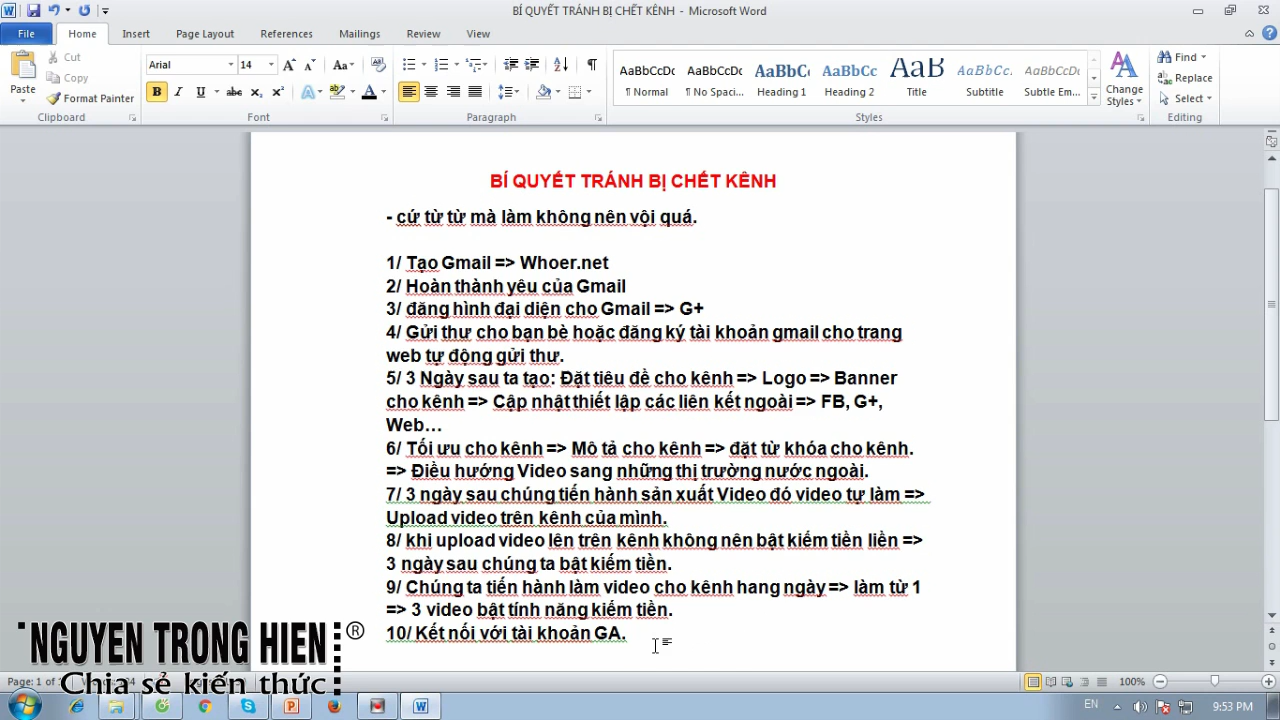 BÍ QUYẾT TRÁNH BỊ CHẾT KÊNH - Microsoft Word
File Home Insert Page Layout References Mailings Review View
Cut
Copy
Format Painter
Paste
Clipboard
Arial 14
Font
Paragraph
AaBbCcDc AaBbCcDc AaBbCc AaBbCc AaB AaBbCc. AaBbCcDc
¶ Normal ¶ No Spaci... Heading 1 Heading 2 Title Subtitle Subtle Em...
Change
Styles
Styles
Find
Replace
Select
Editing
BÍ QUYẾT TRÁNH BỊ CHẾT KÊNH
- cứ từ từ mà làm không nên vội quá.
1/ Tạo Gmail => Whoer.net
2/ Hoàn thành yêu của Gmail
3/ đăng hình đại diện cho Gmail => G+
4/ Gửi thư cho bạn bè hoặc đăng ký tài khoản gmail cho trang
web tự động gửi thư.
5/ 3 Ngày sau ta tạo: Đặt tiêu đề cho kênh => Logo => Banner
cho kênh => Cập nhật thiết lập các liên kết ngoài => FB, G+,
Web...
6/ Tối ưu cho kênh => Mô tả cho kênh => đặt từ khóa cho kênh.
=> Điều hướng Video sang những thị trường nước ngoài.
7/ 3 ngày sau chúng tiến hành sản xuất Video đó video tự làm =>
Upload video trên kênh của mình.
8/ khi upload video lên trên kênh không nên bật kiếm tiền liền =>
3 ngày sau chúng ta bật kiếm tiền.
9/ Chúng ta tiến hành làm video cho kênh hang ngày => làm từ 1
=> 3 video bật tính năng kiếm tiền.
10/ Kết nối với tài khoản GA.
NGUYEN TRONG HIEN ®
Chia sẻ kiến thức
Page: 1 of
100%
EN 9:53 PM